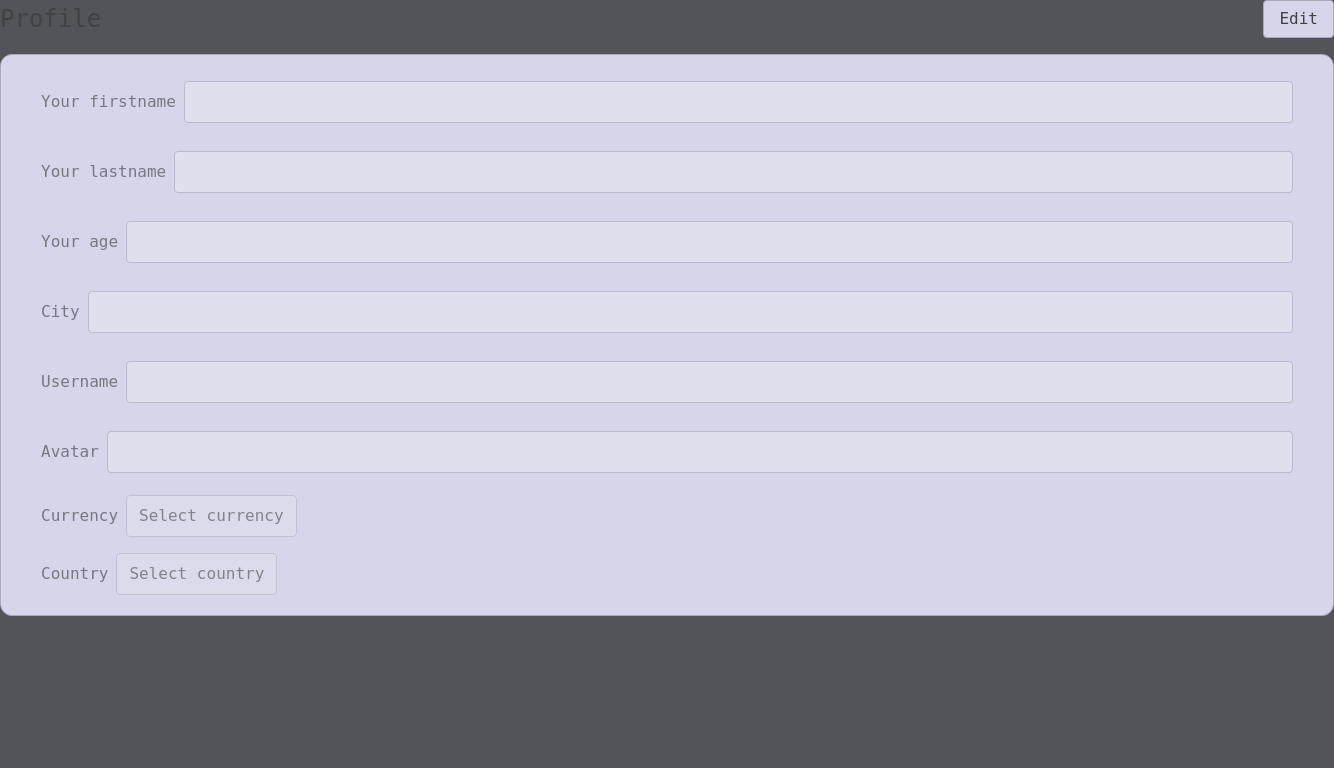 Profile
Edit
Your firstname
Your lastname
Your age
City
Username
Avatar
Currency Select currency
Country Select country